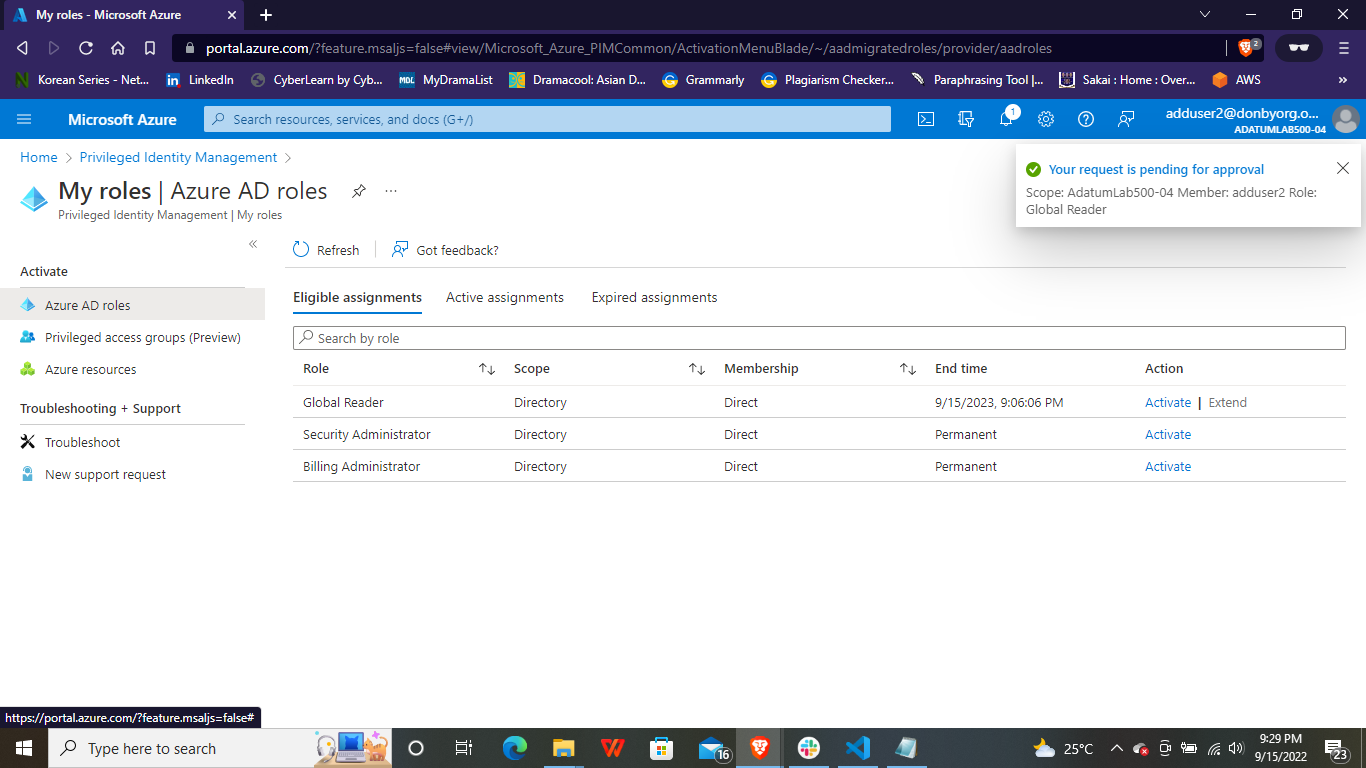 My roles - Microsoft Azure
portal.azure.com/?feature.msaljs=false#view/Microsoft_Azure_PIMCommon/ActivationMenuBlade/~/aadmigratedroles/provider/aadroles
2
Korean Series - Net...
LinkedIn
CyberLearn by Cyb...
MDL MyDramaList
Dramacool: Asian D...
Grammarly
Plagiarism Checker...
Paraphrasing Tool |...
Sakai : Home : Over...
AWS
»
Microsoft Azure
Search resources, services, and docs (G+/)
1
adduser2@donbyorg.o...
ADATUMLAB500-04
Home > Privileged Identity Management >
My roles | Azure AD roles
...
Privileged Identity Management | My roles
Your request is pending for approval
Scope: AdatumLab500-04 Member: adduser2 Role:
Global Reader
«
Activate
Azure AD roles
Privileged access groups (Preview)
Azure resources
Troubleshooting + Support
Troubleshoot
New support request
Refresh
Got feedback?
Eligible assignments Active assignments Expired assignments
Search by role
Role Scope Membership End time Action
Global Reader Directory Direct 9/15/2023, 9:06:06 PM Activate | Extend
Security Administrator Directory Direct Permanent Activate
Billing Administrator Directory Direct Permanent Activate
https://portal.azure.com/?feature.msaljs=false#
Type here to search
16
25°C
9:29 PM
9/15/2022
23